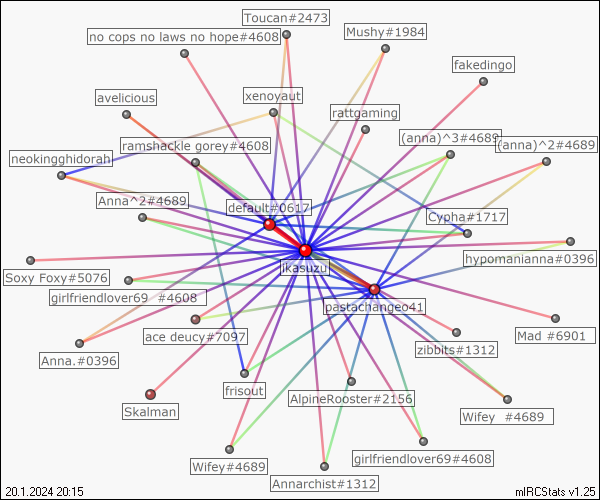 Toucan#2473
no cops no laws no hope#4608
Mushy#1984
fakedingo
avelicious
xenoyaut
rattgaming
ramshackle gorey#4608
(anna)^3#4689
(anna)^2#4689
neokingghidorah
Anna^2#4689
default#0617
Cypha#1717
hypomanianna#0396
ikasuzu
Soxy Foxy#5076
girlfriendlover69 #4608
pastachangeo41
ace deucy#7097
Mad #6901
zibbits#1312
Anna.#0396
frisout
AlpineRooster#2156
Skalman
Wifey #4689
girlfriendlover69#4608
Wifey#4689
Annarchist#1312
20.1.2024 20:15
mIRCStats v1.25